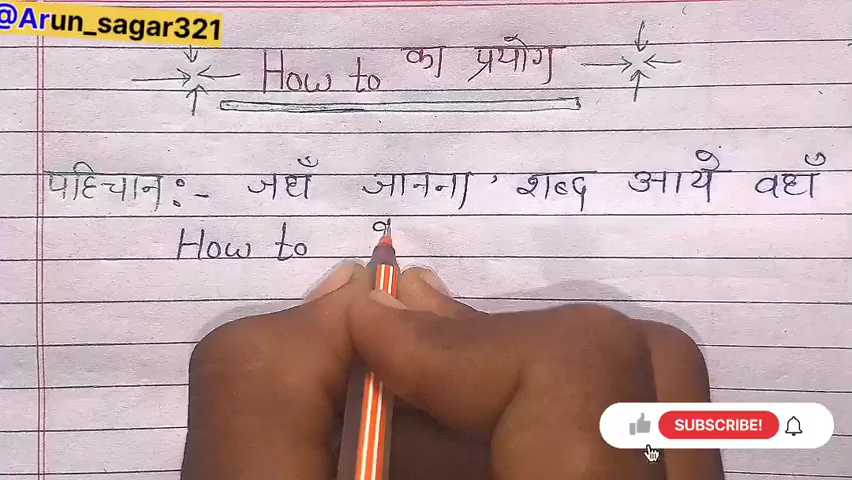 @Arun_sagar321
How to का प्रयोग
पहिचान :- जहाँ जानना ' शब्द आये वहाँ
How to
SUBSCRIBE!